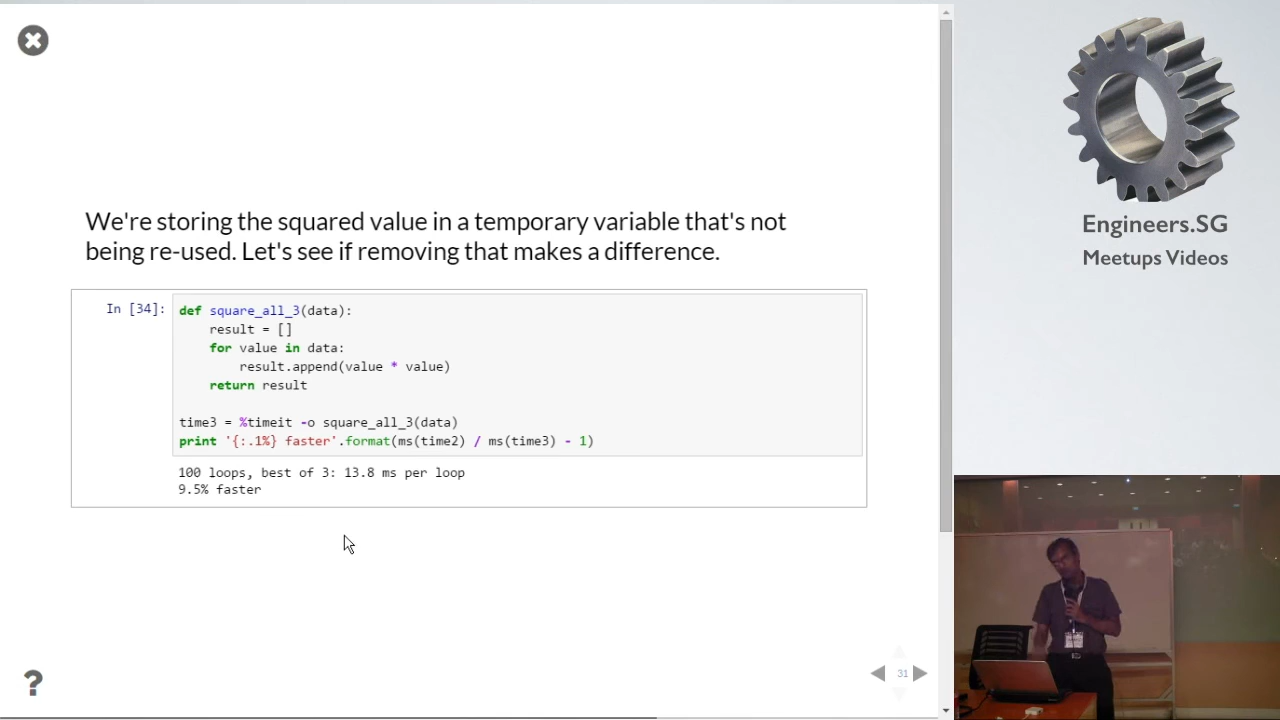 We're storing the squared value in a temporary variable that's not
being re-used. Let's see if removing that makes a difference.
In [34]:
def square_all_3(data):
    result = []
    for value in data:
        result.append(value * value)
    return result
time3 = %timeit -o square_all_3(data)
print '{:.1%} faster'.format(ms(time2) / ms(time3) - 1)
100 loops, best of 3: 13.8 ms per loop
9.5% faster
?
31
Engineers.SG
Meetups Videos